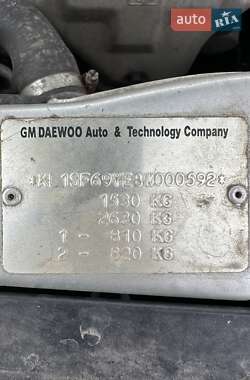 AUTO
RIA
GM DAEWOO Auto & Technology Company
1530 KG
2620 KG
1 - 810 KG
2 - 820 KG